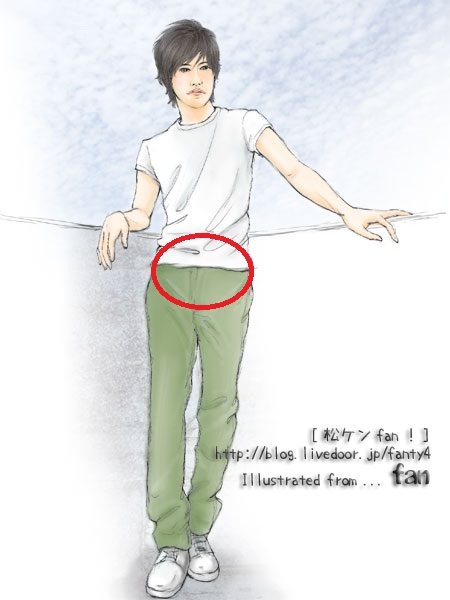 [ 松ケン fan ! ]
http://blog.livedoor.jp/fanty4
Illustrated from ... fan